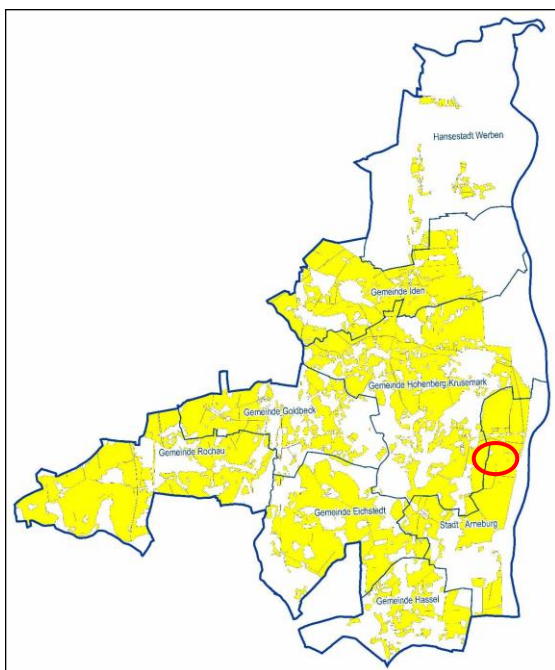 Hansestadt Werben
Gemeinde Iden
Gemeinde Hohenberg Krusemark
Gemeinde Goldbeck
Gemeinde Rochau
Gemeinde Eichstedt
Stadt Arneburg
Gemeinde Hassel